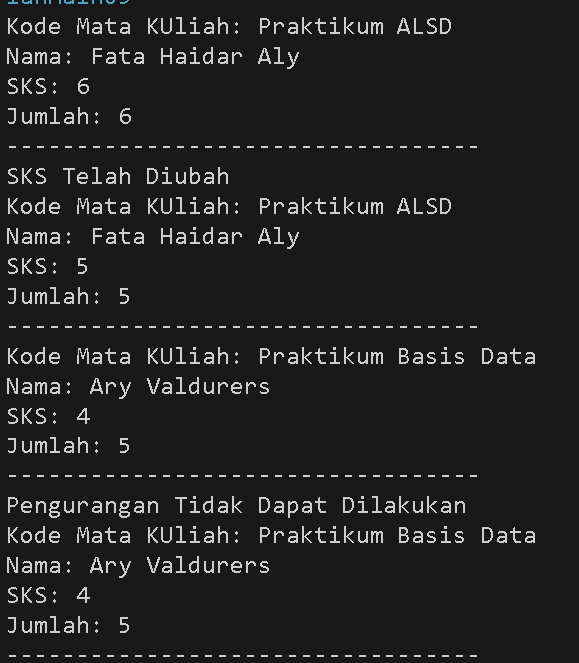 Kode Mata KUliah: Praktikum ALSD
Nama: Fata Haidar Aly
SKS: 6
Jumlah: 6
----------------------------------
SKS Telah Diubah
Kode Mata KUliah: Praktikum ALSD
Nama: Fata Haidar Aly
SKS: 5
Jumlah: 5
----------------------------------
Kode Mata KUliah: Praktikum Basis Data
Nama: Ary Valdurers
SKS: 4
Jumlah: 5
----------------------------------
Pengurangan Tidak Dapat Dilakukan
Kode Mata KUliah: Praktikum Basis Data
Nama: Ary Valdurers
SKS: 4
Jumlah: 5
----------------------------------